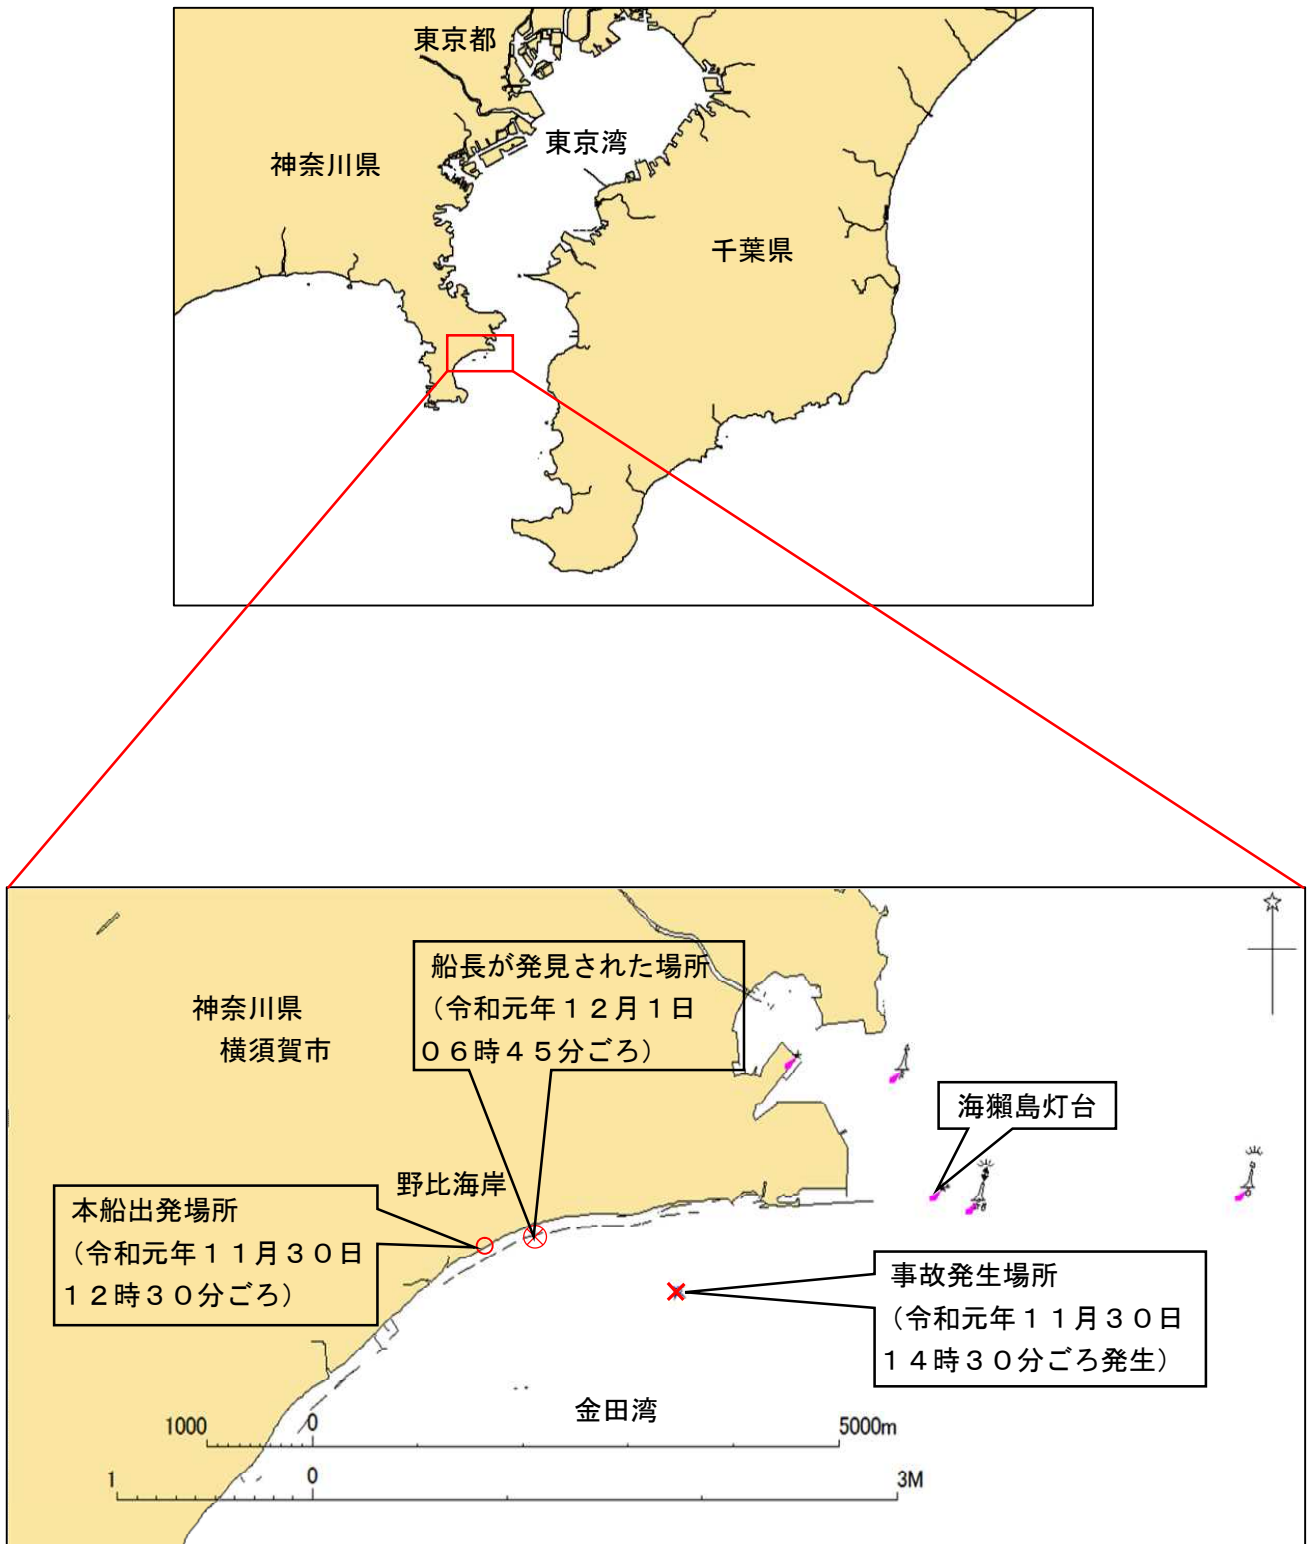 東京都
東京湾
神奈川県
千葉県
船長が発見された場所
（令和元年１２月１日
０６時４５分ごろ）
神奈川県
横須賀市
海獺島灯台
野比海岸
本船出発場所
（令和元年１１月３０日
１２時３０分ごろ）
事故発生場所
（令和元年１１月３０日
１４時３０分ごろ発生）
金田湾
1000 0 5000m
1 0 3M